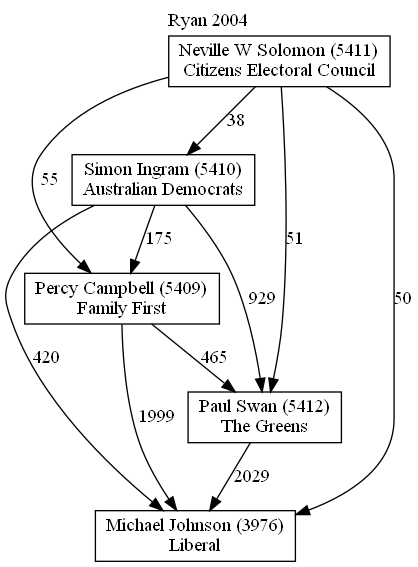 Ryan 2004
Neville W Solomon (5411)
Citizens Electoral Council
38
Simon Ingram (5410)
Australian Democrats
55
175
51
Percy Campbell (5409)
Family First
929
50
420
465
Paul Swan (5412)
The Greens
1999
2029
Michael Johnson (3976)
Liberal